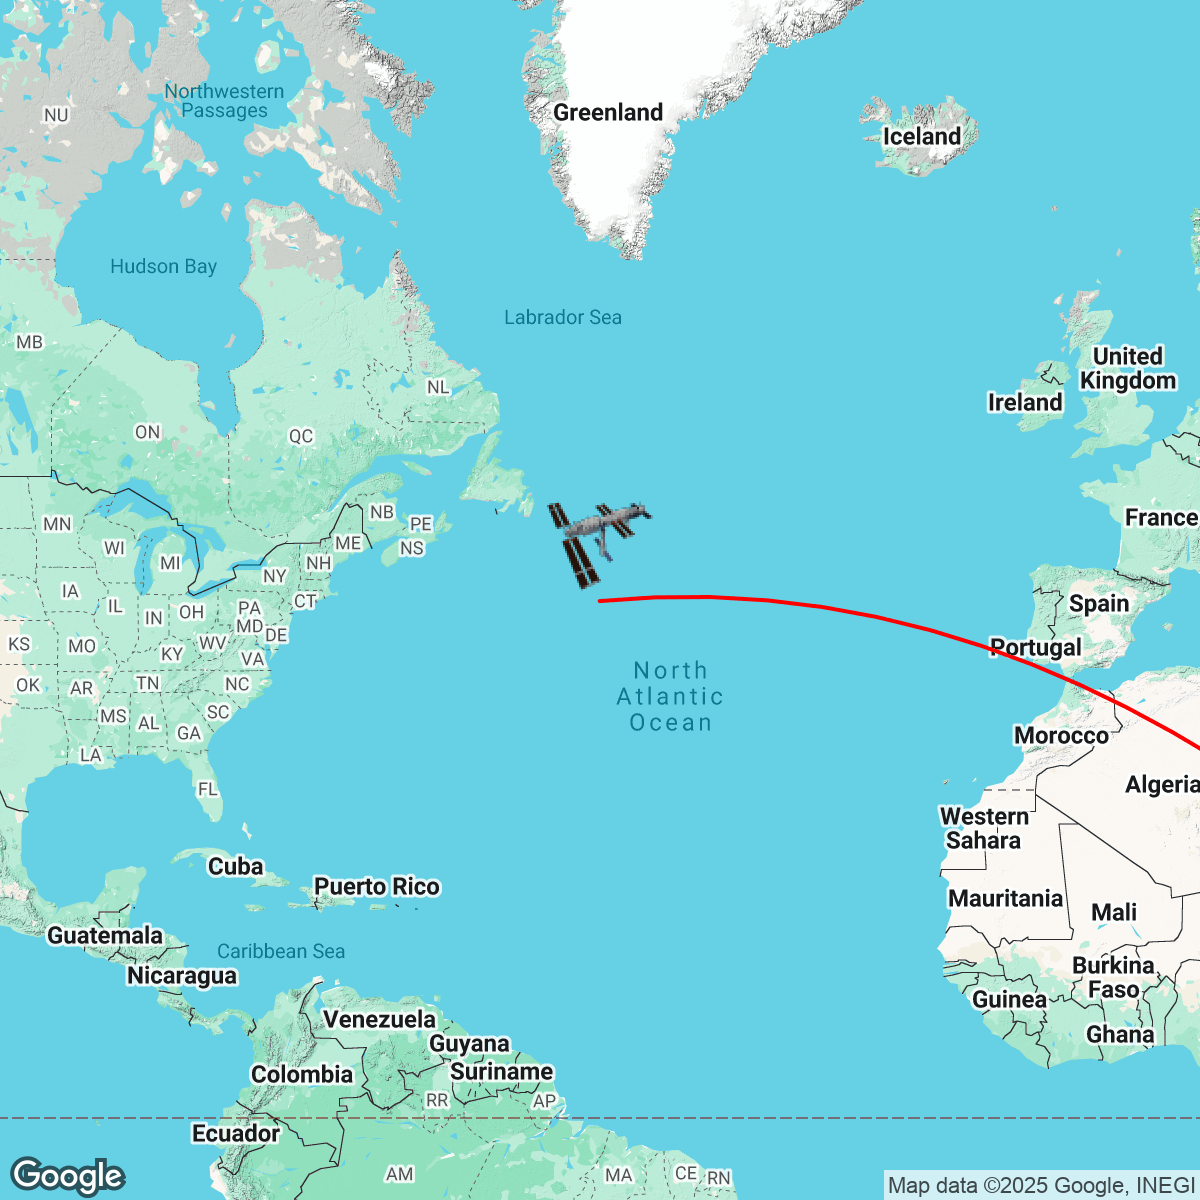 Greenland
Northwestern
Passages
NU
Iceland
Hudson Bay
Labrador Sea
MB
United
Kingdom
NL
Ireland
ON
QC
NB
PE
France
MN
WI
MI
ME
NS
NH
NY
IA
IL
IN
OH
PA
CT
Spain
MD
DE
KS
MO
KY
WV
VA
Portugal
North
Atlantic
Ocean
OK
AR
TN
NC
MS
AL
SC
GA
Morocco
LA
FL
Algeria
Western
Sahara
Cuba
Puerto Rico
Mauritania
Mali
Guatemala
Caribbean Sea
Nicaragua
Burkina
Faso
Guinea
Venezuela
Ghana
Guyana
Suriname
Colombia
RR
AP
Ecuador
AM
MA
CE
RN
Google
Map data ©2025 Google, INEGI